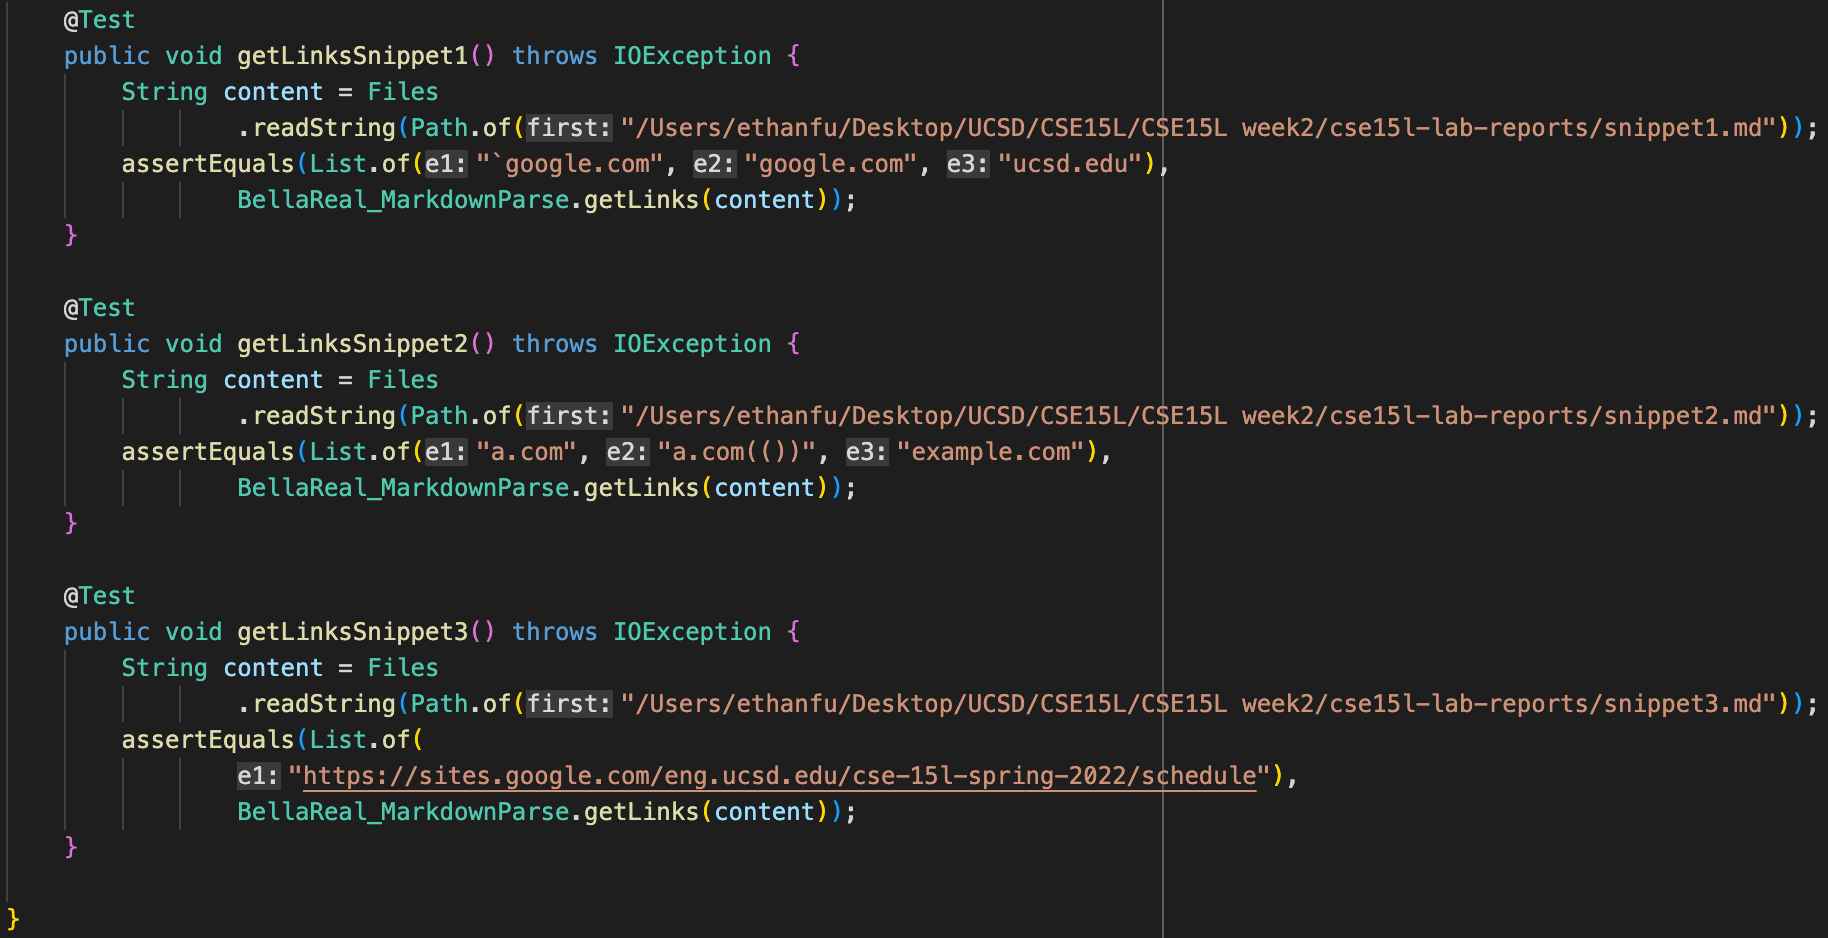 @Test
public void getLinksSnippet1() throws IOException {
String content = Files
.readString(Path.of(first: "/Users/ethanfu/Desktop/UCSD/CSE15L/CSE15L week2/cse15l-lab-reports/snippet1.md"));
assertEquals(List.of(e1: "`google.com", e2: "google.com", e3: "ucsd.edu"),
BellaReal_MarkdownParse.getLinks(content));
}
@Test
public void getLinksSnippet2() throws IOException {
String content = Files
.readString(Path.of(first: "/Users/ethanfu/Desktop/UCSD/CSE15L/CSE15L week2/cse15l-lab-reports/snippet2.md"));
assertEquals(List.of(e1: "a.com", e2: "a.com(())", e3: "example.com"),
BellaReal_MarkdownParse.getLinks(content));
}
@Test
public void getLinksSnippet3() throws IOException {
String content = Files
.readString(Path.of(first: "/Users/ethanfu/Desktop/UCSD/CSE15L/CSE15L week2/cse15l-lab-reports/snippet3.md"));
assertEquals(List.of(
e1: "https://sites.google.com/eng.ucsd.edu/cse-15l-spring-2022/schedule"),
BellaReal_MarkdownParse.getLinks(content));
}
}